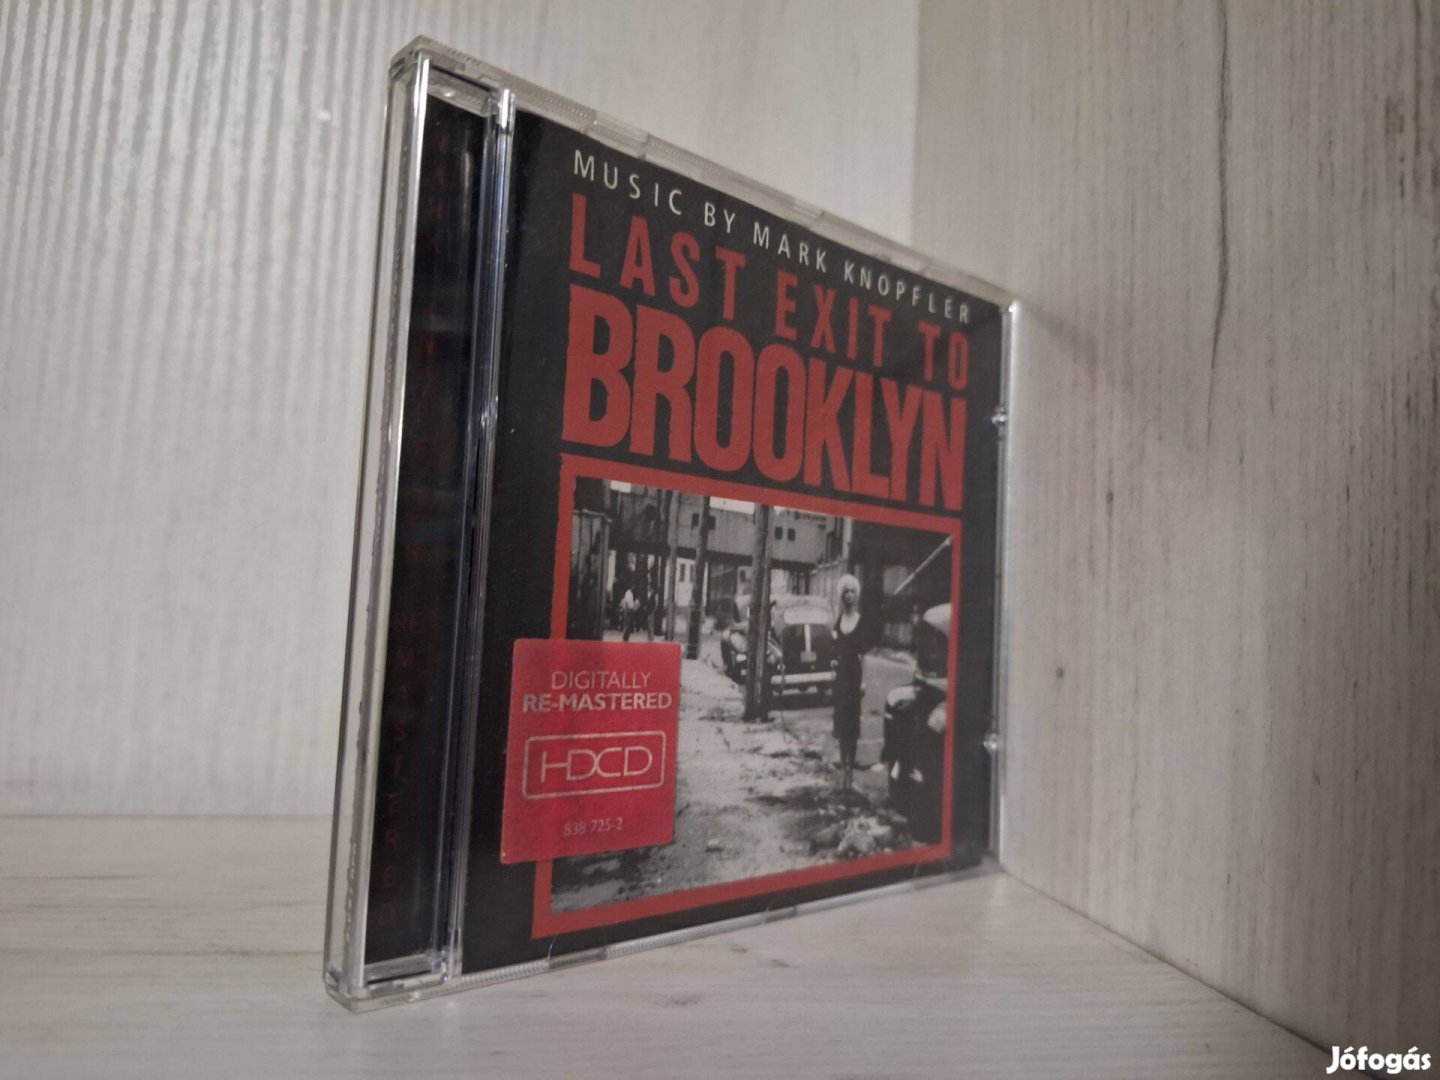 MUSIC BY MARK KNOPFLER
LAST EXIT TO
BROOKLYN
DIGITALLY
RE-MASTERED
HDCD
838 725-2
Jófogás